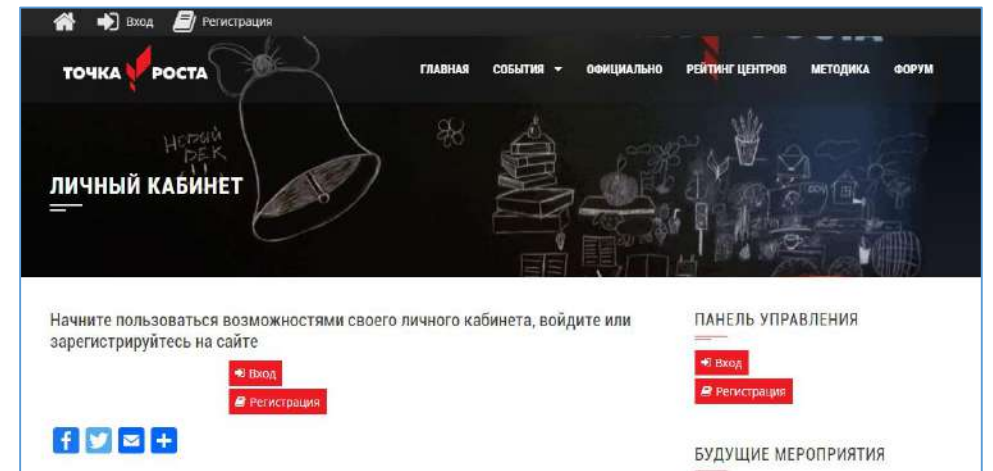 Вход Регистрация
ТОЧКА РОСТА
ГЛАВНАЯ СОБЫТИЯ ОФИЦИАЛЬНО РЕЙТИНГ ЦЕНТРОВ МЕТОДИКА ФОРУМ
НОВЫЙ
ЛИЧНЫЙ КАБИНЕТ
Начните пользоваться возможностями своего личного кабинета, войдите или
зарегистрируйтесь на сайте
Вход
Регистрация
ПАНЕЛЬ УПРАВЛЕНИЯ
Вход
Регистрация
БУДУЩИЕ МЕРОПРИЯТИЯ